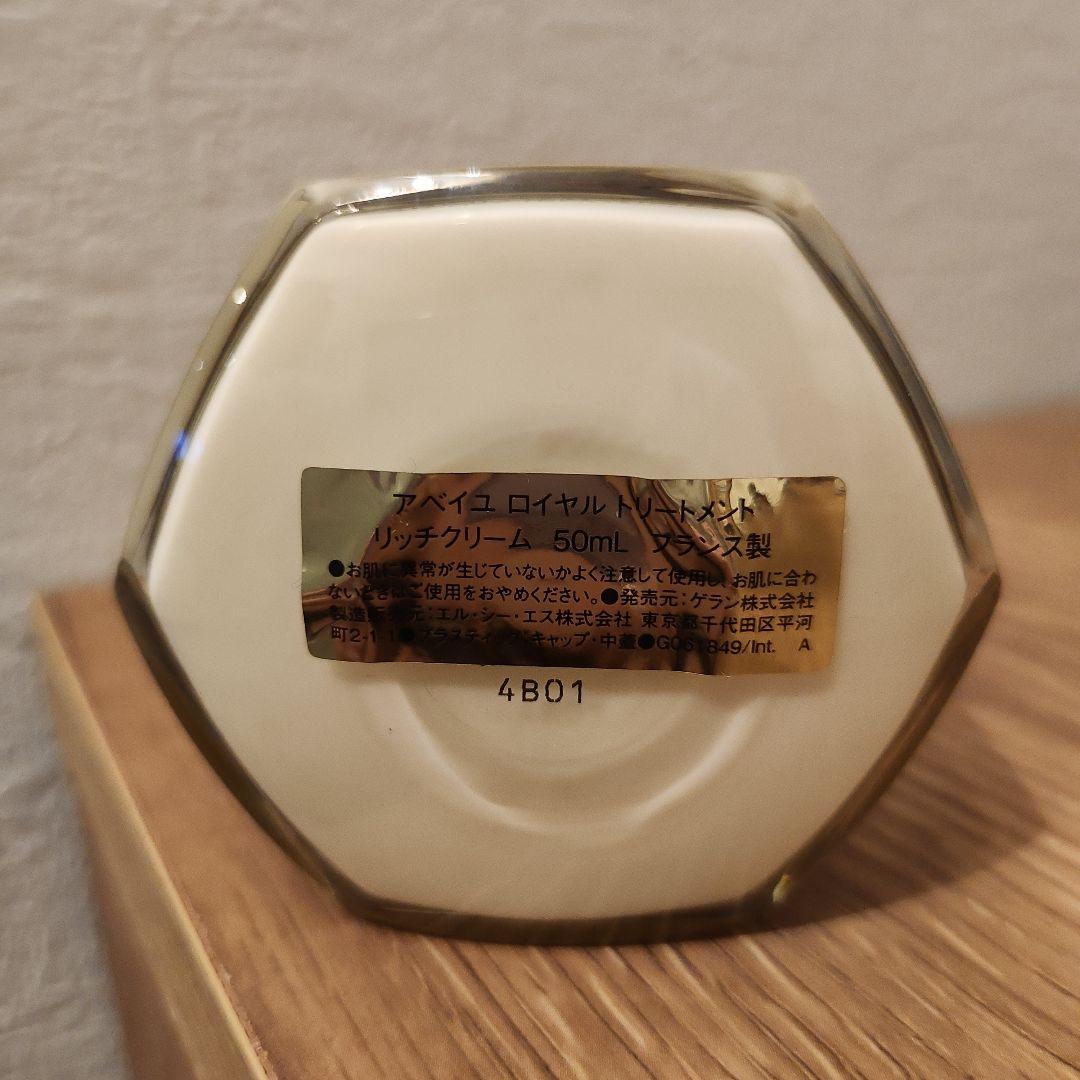 アベイユ ロイヤル トリートメント
リッチクリーム 50mL フランス製
●お肌に異常が生じていないかよく注意して使用し、お肌に合わ
ないときはご使用をおやめください。●発売元:ゲラン株式会社
製造販売元:エル・シー・エス株式会社 東京都千代田区平河
町2-1-1●プラスティック:キャップ・中蓋●G061849/Int. A
4B01